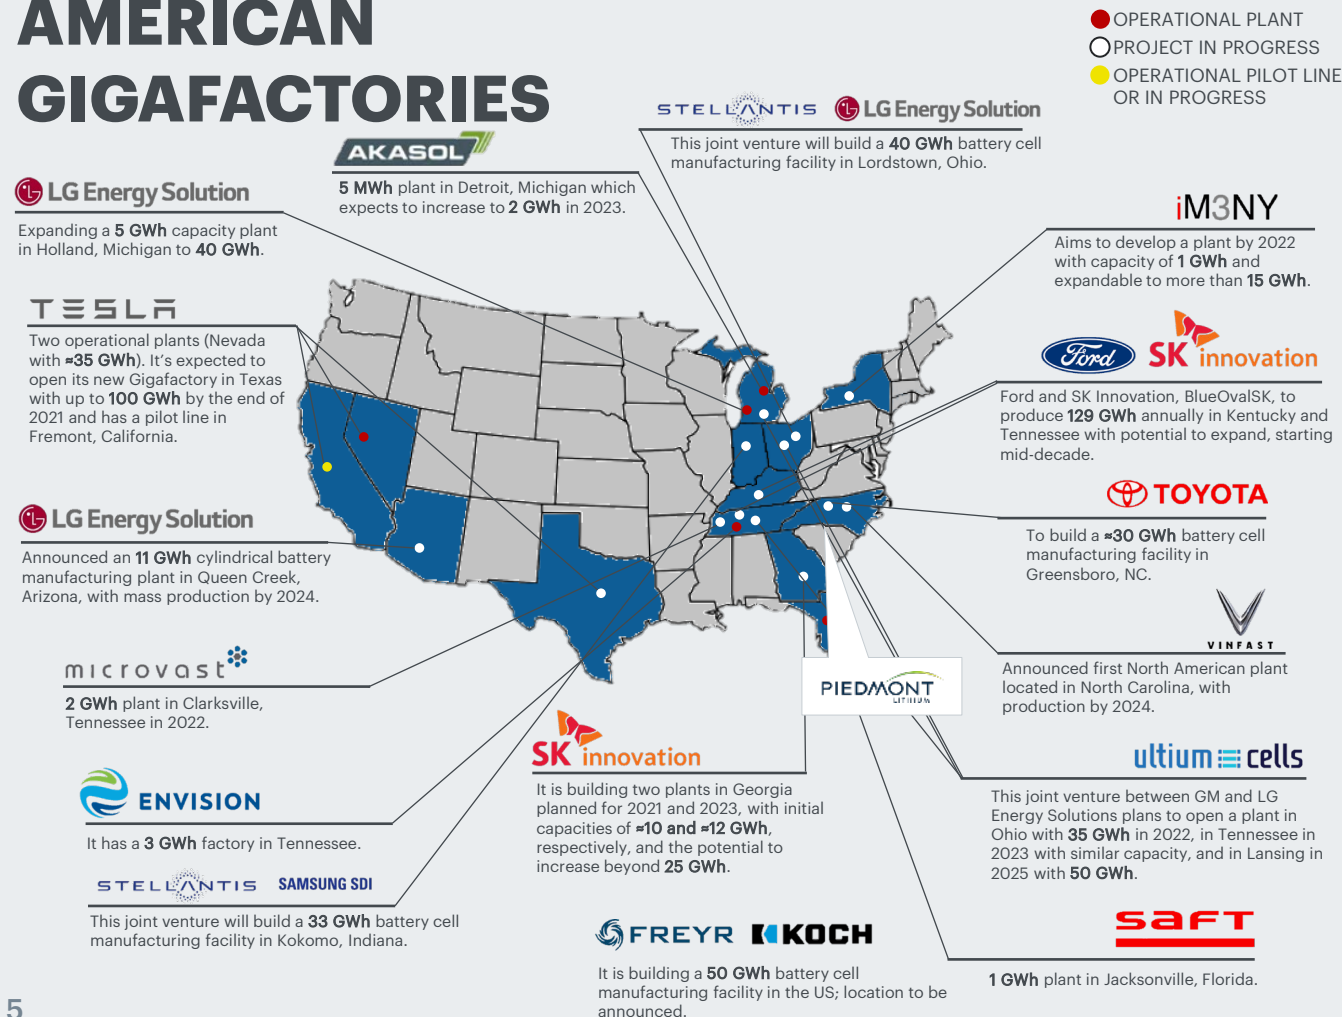 AMERICAN
GIGAFACTORIES
OPERATIONAL PLANT
PROJECT IN PROGRESS
OPERATIONAL PILOT LINE
OR IN PROGRESS
STELLANTIS LG Energy Solution
This joint venture will build a 40 GWh battery cell
manufacturing facility in Lordstown, Ohio.
AKASOL
5 MWh plant in Detroit, Michigan which
expects to increase to 2 GWh in 2023.
LG Energy Solution
Expanding a 5 GWh capacity plant
in Holland, Michigan to 40 GWh.
iM3NY
Aims to develop a plant by 2022
with capacity of 1 GWh and
expandable to more than 15 GWh.
TESLA
Two operational plants (Nevada
with ≈35 GWh). It's expected to
open its new Gigafactory in Texas
with up to 100 GWh by the end of
2021 and has a pilot line in
Fremont, California.
Ford SK innovation
Ford and SK Innovation, BlueOvalSK, to
produce 129 GWh annually in Kentucky and
Tennessee with potential to expand, starting
mid-decade.
TOYOTA
To build a ≈30 GWh battery cell
manufacturing facility in
Greensboro, NC.
LG Energy Solution
Announced an 11 GWh cylindrical battery
manufacturing plant in Queen Creek,
Arizona, with mass production by 2024.
VINFAST
Announced first North American plant
located in North Carolina, with
production by 2024.
microvast
2 GWh plant in Clarksville,
Tennessee in 2022.
PIEDMONT
LITHIUM
SK innovation
It is building two plants in Georgia
planned for 2021 and 2023, with initial
capacities of ≈10 and ≈12 GWh,
respectively, and the potential to
increase beyond 25 GWh.
ultium cells
This joint venture between GM and LG
Energy Solutions plans to open a plant in
Ohio with 35 GWh in 2022, in Tennessee in
2023 with similar capacity, and in Lansing in
2025 with 50 GWh.
ENVISION
It has a 3 GWh factory in Tennessee.
STELLANTIS SAMSUNG SDI
This joint venture will build a 33 GWh battery cell
manufacturing facility in Kokomo, Indiana.
FREYR KOCH
It is building a 50 GWh battery cell
manufacturing facility in the US; location to be
announced.
saft
1 GWh plant in Jacksonville, Florida.
5